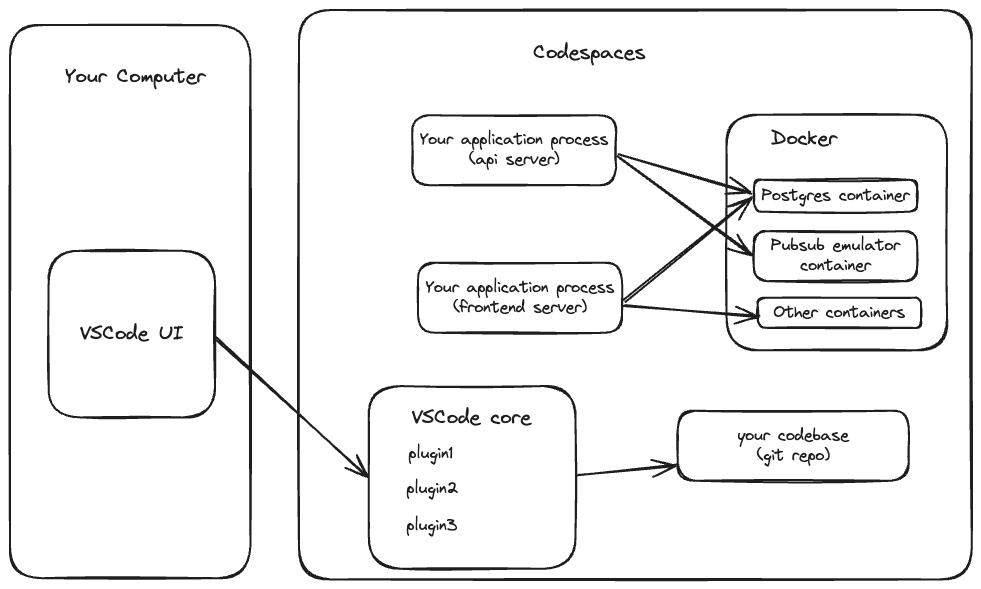 Your Computer
VSCode UI
Codespaces
Your application process
(api server)
Your application process
(frontend server)
Docker
Postgres container
Pubsub emulator
container
Other containers
VSCode core
plugin1
plugin2
plugin3
your codebase
(git repo)